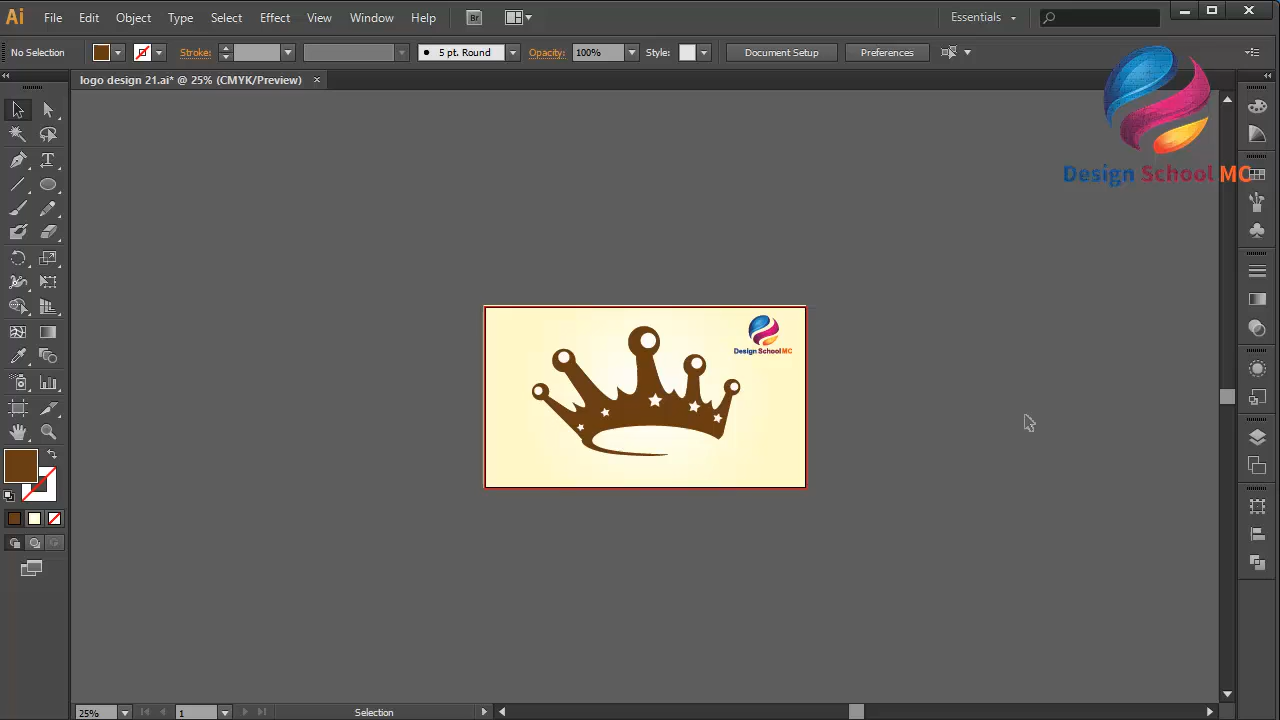 Ai File Edit Object Type Select Effect View Window Help Br Essentials
No Selection Stroke: 5 pt. Round Opacity: 100% Style: Document Setup Preferences
logo design 21.ai* @ 25% (CMYK/Preview) ×
Design School MC
Design School MC
25% 1 Selection